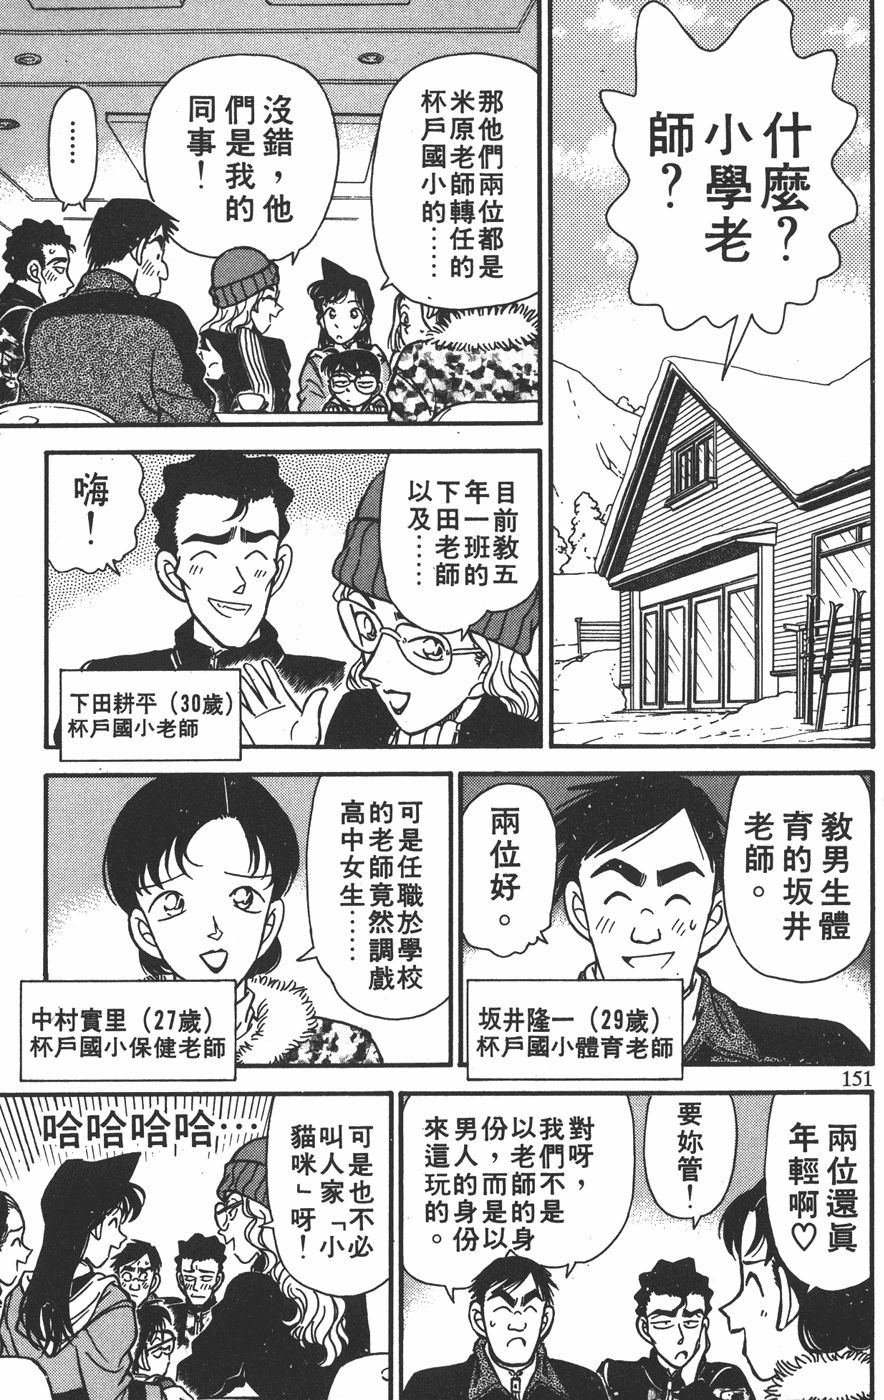 什麼?
小學老
師?
那他們兩位都是
米原老師轉任的
杯戶國小的……
沒錯，他
們是我的
同事！
……
目前教五
年一班的
下田老師
以及……
嗨！
下田耕平（30歲）
杯戶國小老師
教男生體
育的坂井
老師。
兩位好。
坂井隆一（29歲）
杯戶國小體育老師
可是任職於學校
的老師竟然調戲
高中女生……
中村實里（27歲）
杯戶國小保健老師
151
兩位還真
年輕啊♡
要妳管！
對呀，
我們不是
以老師的身
份，而是以
男人的身份
來這玩的。
可是也不必
叫人家「小
貓咪」呀！
哈哈哈哈…